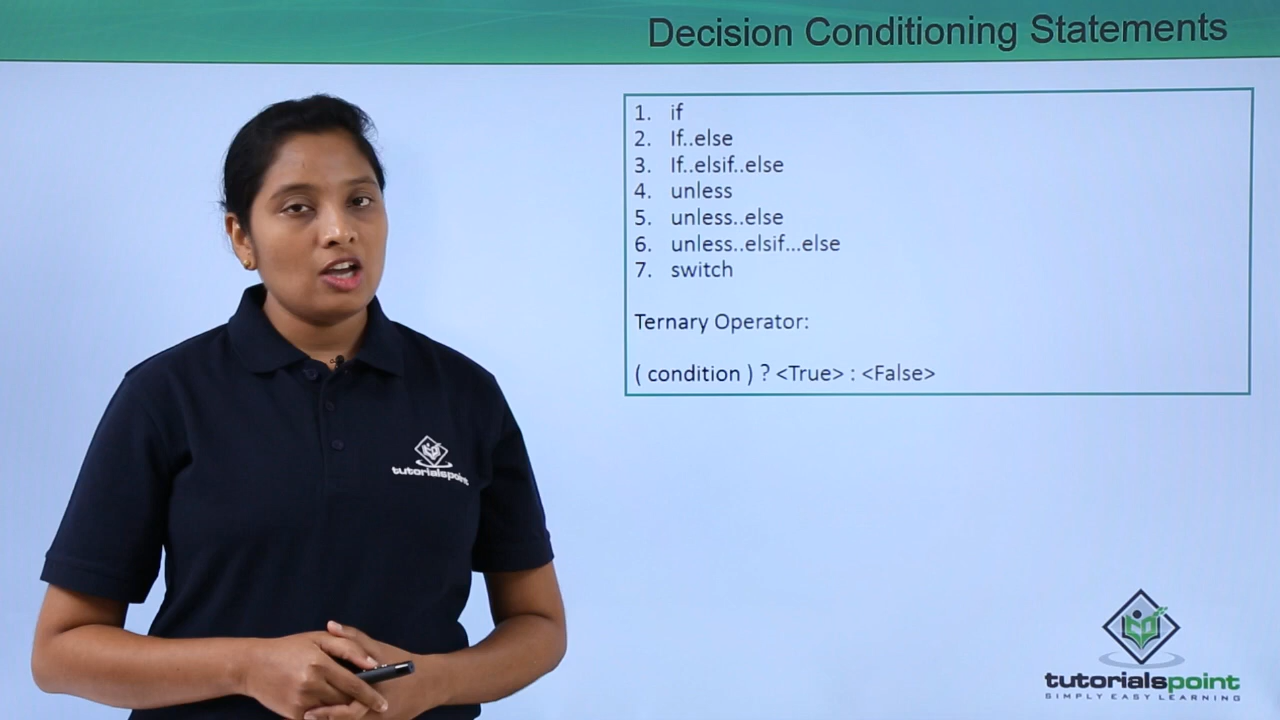 Decision Conditioning Statements
1. if
2. If..else
3. If..elsif..else
4. unless
5. unless..else
6. unless..elsif...else
7. switch
Ternary Operator:
( condition ) ? <True> : <False>
tutorialspoint
tutorialspoint
SIMPLY EASY LEARNING